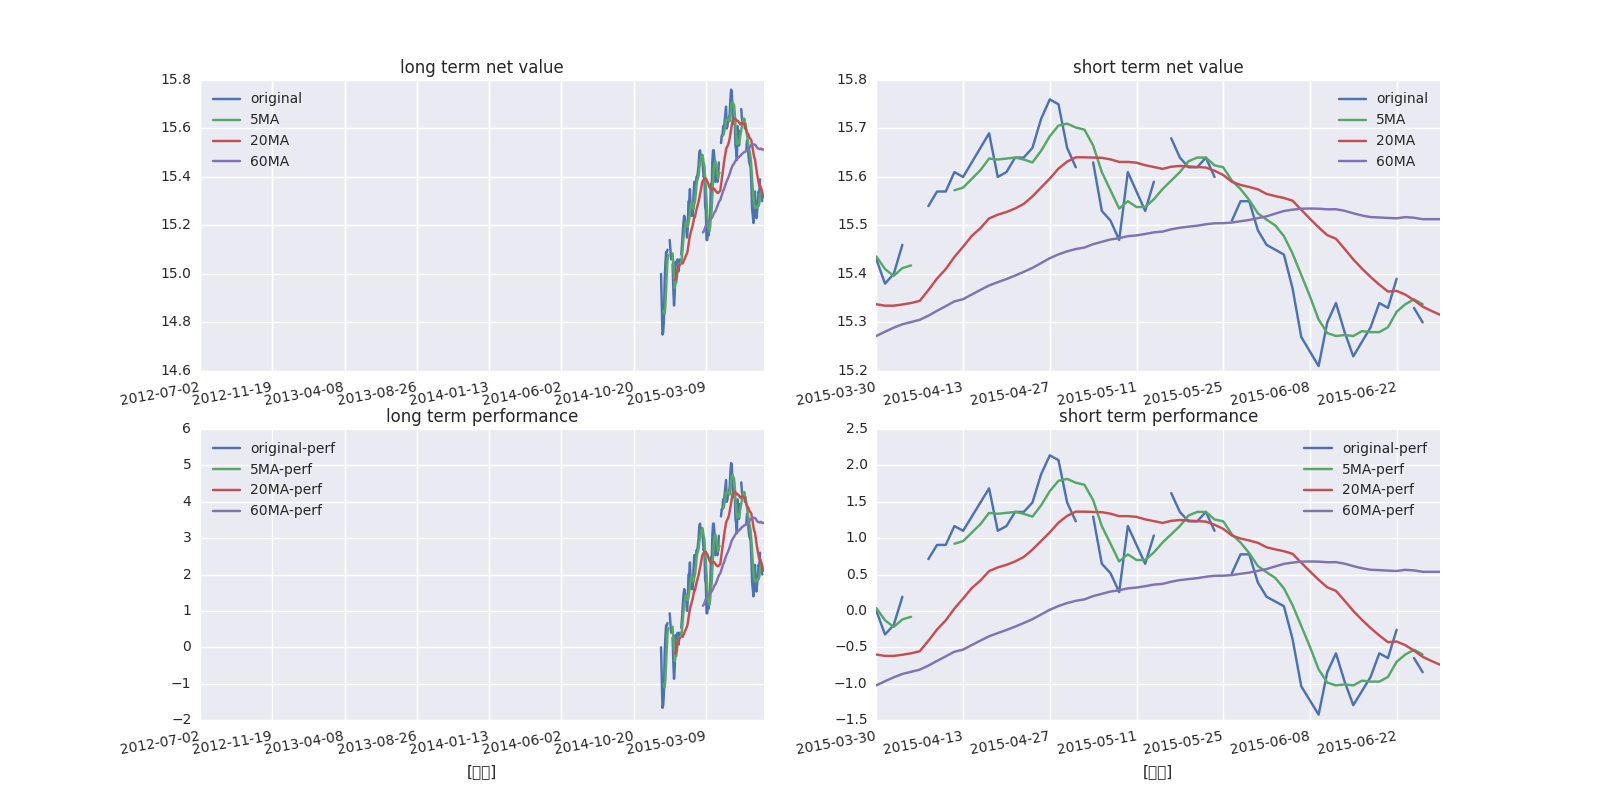 long term net value
15.8
15.6
15.4
15.2
15.0
14.8
14.6
original
5MA
20MA
60MA
2012-07-02 2012-11-19 2013-04-08 2013-08-26 2014-01-13 2014-06-02 2014-10-20 2015-03-09
short term net value
15.8
15.7
15.6
15.5
15.4
15.3
15.2
original
5MA
20MA
60MA
2015-03-30 2015-04-13 2015-04-27 2015-05-11 2015-05-25 2015-06-08 2015-06-22
long term performance
6
5
4
3
2
1
0
−1
−2
original-perf
5MA-perf
20MA-perf
60MA-perf
2012-07-02 2012-11-19 2013-04-08 2013-08-26 2014-01-13 2014-06-02 2014-10-20 2015-03-09
[▯▯]
short term performance
2.5
2.0
1.5
1.0
0.5
0.0
−0.5
−1.0
−1.5
original-perf
5MA-perf
20MA-perf
60MA-perf
2015-03-30 2015-04-13 2015-04-27 2015-05-11 2015-05-25 2015-06-08 2015-06-22
[▯▯]